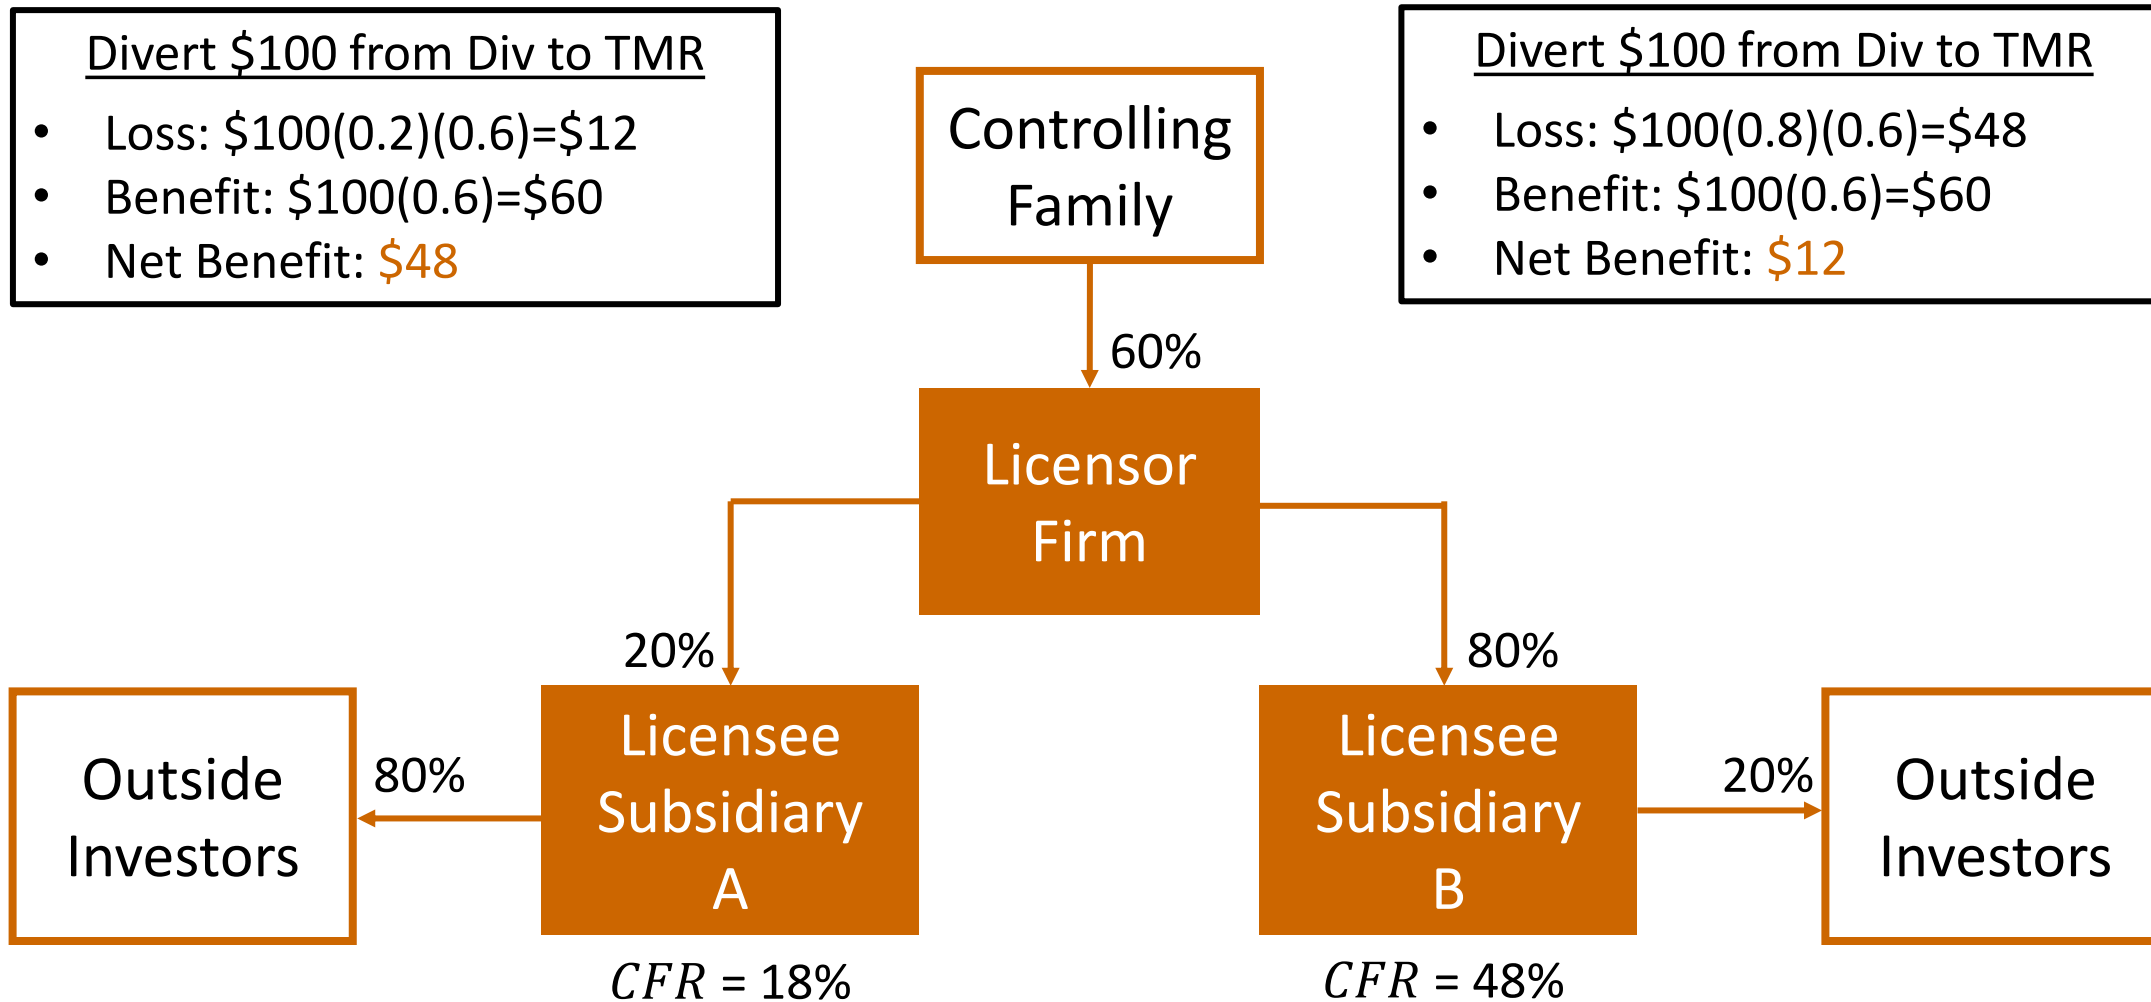 Divert $100 from Div to TMR
• Loss: $100(0.2)(0.6)=$12
• Benefit: $100(0.6)=$60
• Net Benefit: $48
Controlling
Family
Divert $100 from Div to TMR
• Loss: $100(0.8)(0.6)=$48
• Benefit: $100(0.6)=$60
• Net Benefit: $12
60%
Licensor
Firm
20%
80%
Outside
Investors
80%
Licensee
Subsidiary
A
Licensee
Subsidiary
B
20%
Outside
Investors
CFR = 18%
CFR = 48%